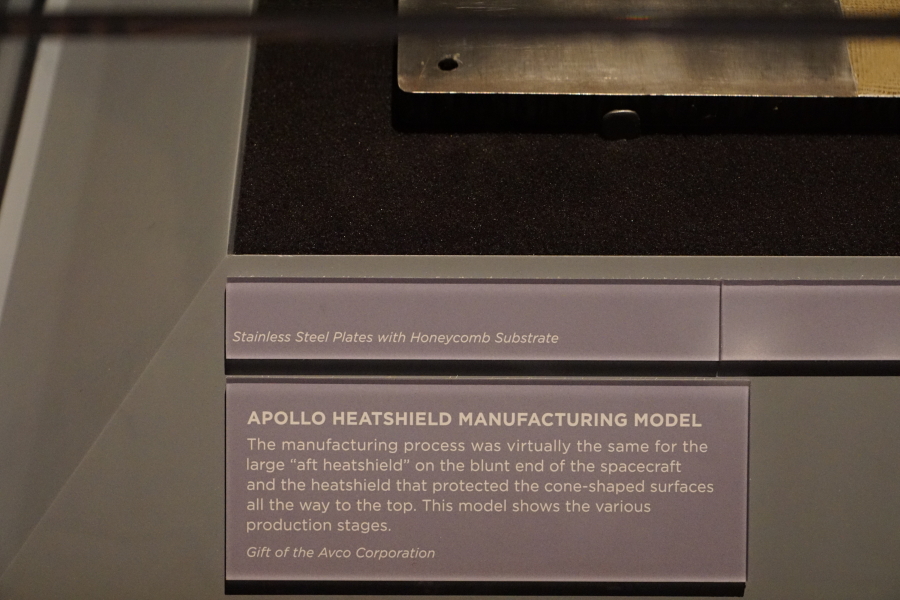 Stainless Steel Plates with Honeycomb Substrate
APOLLO HEATSHIELD MANUFACTURING MODEL
The manufacturing process was virtually the same for the
large “aft heatshield” on the blunt end of the spacecraft
and the heatshield that protected the cone-shaped surfaces
all the way to the top. This model shows the various
production stages.
Gift of the Avco Corporation